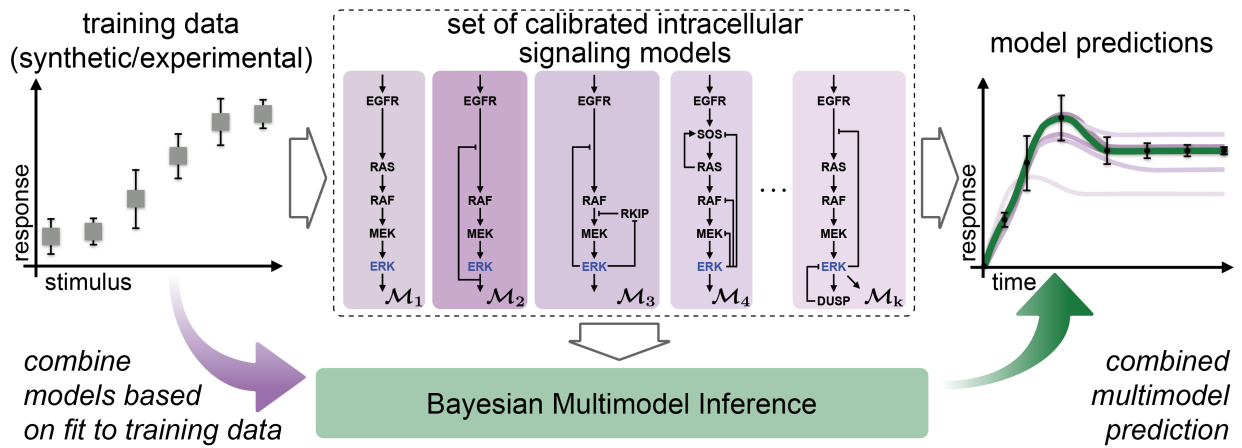 training data
(synthetic/experimental)
response
stimulus
set of calibrated intracellular
signaling models
EGFR
RAS
RAF
MEK
ERK
M1
EGFR
RAF
MEK
ERK
M2
EGFR
RAF
RKIP
MEK
ERK
M3
EGFR
SOS
RAS
RAF
MEK
ERK
M4
...
EGFR
RAS
RAF
MEK
ERK
DUSP
Mk
model predictions
response
time
combine
models based
on fit to training data
Bayesian Multimodel Inference
combined
multimodel
prediction